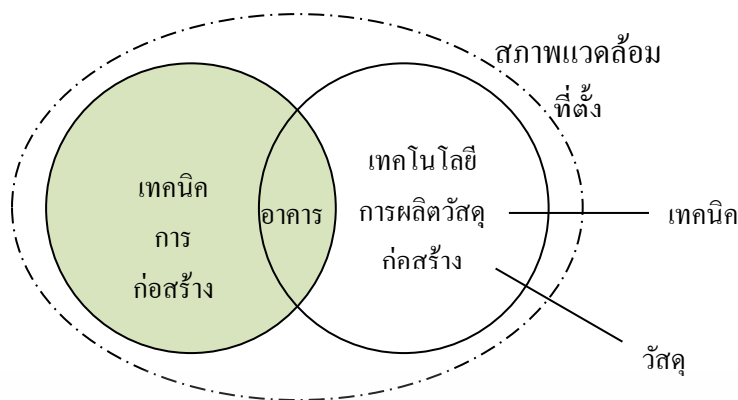 สภาพแวดล้อม
ที่ตั้ง
เทคนิค
การ
ก่อสร้าง
อาคาร
เทคโนโลยี
การผลิตวัสดุ
ก่อสร้าง
เทคนิค
วัสดุ